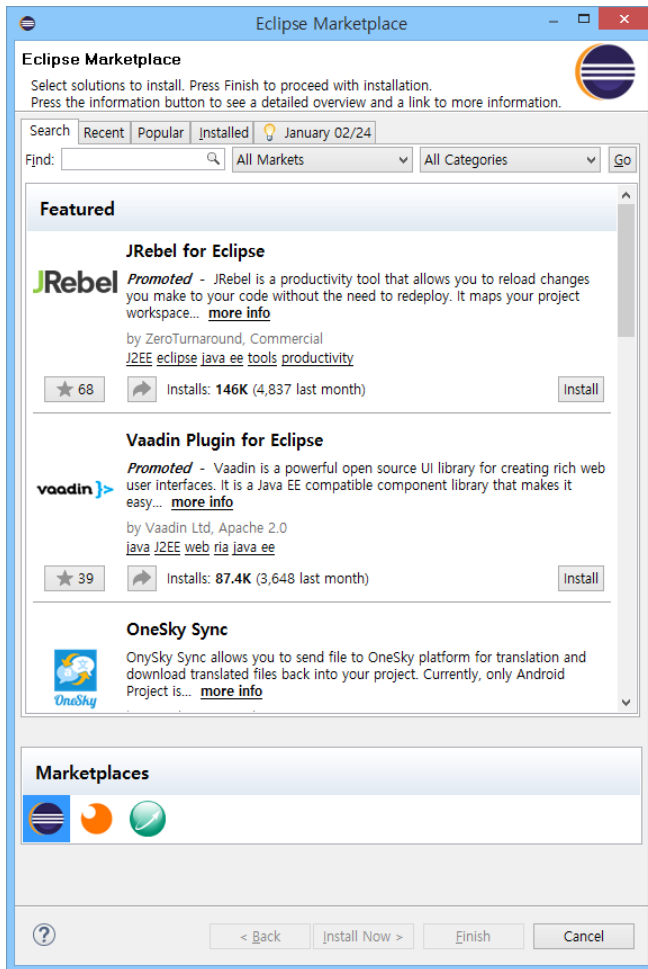 Eclipse Marketplace
Eclipse Marketplace
Select solutions to install. Press Finish to proceed with installation.
Press the information button to see a detailed overview and a link to more information.
Search Recent Popular Installed January 02/24
Find: All Markets All Categories Go
Featured
JRebel for Eclipse
JRebel
Promoted - JRebel is a productivity tool that allows you to reload changes
you make to your code without the need to redeploy. It maps your project
workspace... more info
by ZeroTurnaround, Commercial
J2EE eclipse java ee tools productivity
68 Installs: 146K (4,837 last month) Install
Vaadin Plugin for Eclipse
vaadin }>
Promoted - Vaadin is a powerful open source UI library for creating rich web
user interfaces. It is a Java EE compatible component library that makes it
easy... more info
by Vaadin Ltd, Apache 2.0
java J2EE web ria java ee
39 Installs: 87.4K (3,648 last month) Install
OneSky Sync
OnySky Sync allows you to send file to OneSky platform for translation and
download translated files back into your project. Currently, only Android
Project is... more info
OneSky
Marketplaces
? < Back Install Now > Finish Cancel